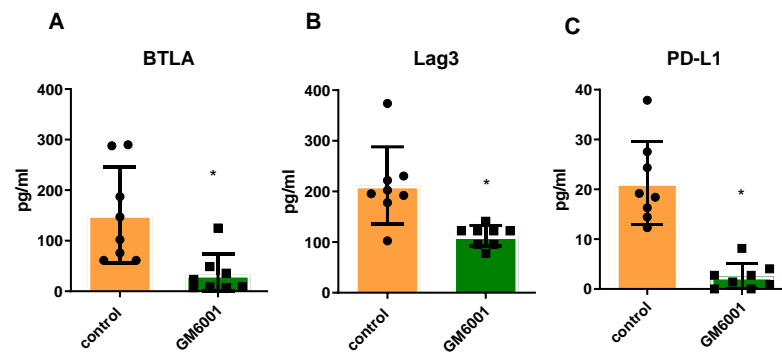 A
BTLA
pg/ml
400
300
200
100
0
*
control
GM6001
B
Lag3
pg/ml
400
300
200
100
0
*
control
GM6001
C
PD-L1
pg/ml
40
30
20
10
0
*
control
GM6001